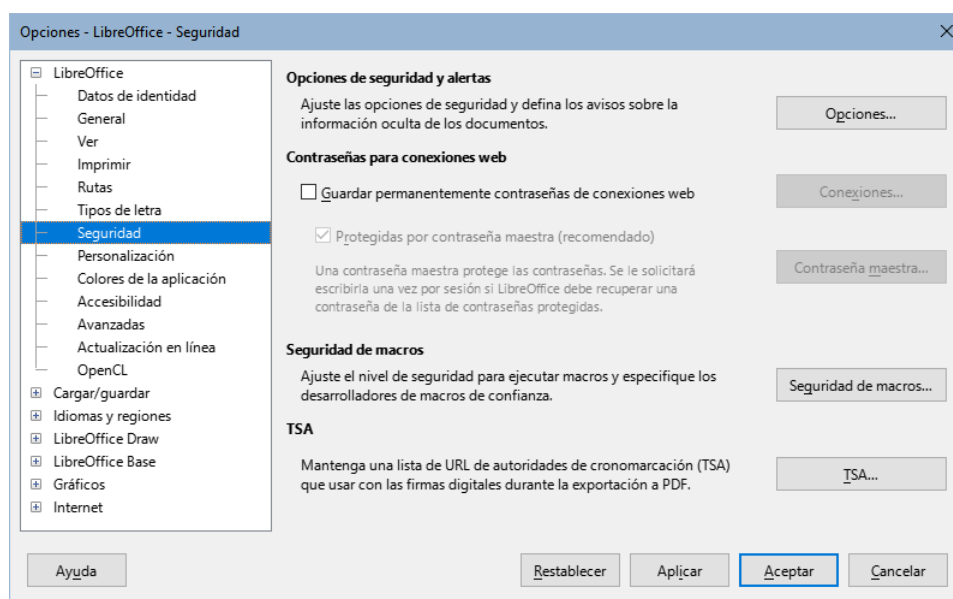 Opciones - LibreOffice - Seguridad
LibreOffice
Datos de identidad
General
Ver
Imprimir
Rutas
Tipos de letra
Seguridad
Personalización
Colores de la aplicación
Accesibilidad
Avanzadas
Actualización en línea
OpenCL
Cargar/guardar
Idiomas y regiones
LibreOffice Draw
LibreOffice Base
Gráficos
Internet
Opciones de seguridad y alertas
Ajuste las opciones de seguridad y defina los avisos sobre la
información oculta de los documentos.
Opciones...
Contraseñas para conexiones web
Guardar permanentemente contraseñas de conexiones web
Conexiones...
Protegidas por contraseña maestra (recomendado)
Una contraseña maestra protege las contraseñas. Se le solicitará
escribirla una vez por sesión si LibreOffice debe recuperar una
contraseña de la lista de contraseñas protegidas.
Contraseña maestra...
Seguridad de macros
Ajuste el nivel de seguridad para ejecutar macros y especifique los
desarrolladores de macros de confianza.
Seguridad de macros...
TSA
Mantenga una lista de URL de autoridades de cronomarcación (TSA)
que usar con las firmas digitales durante la exportación a PDF.
TSA...
Ayuda
Restablecer
Aplicar
Aceptar
Cancelar